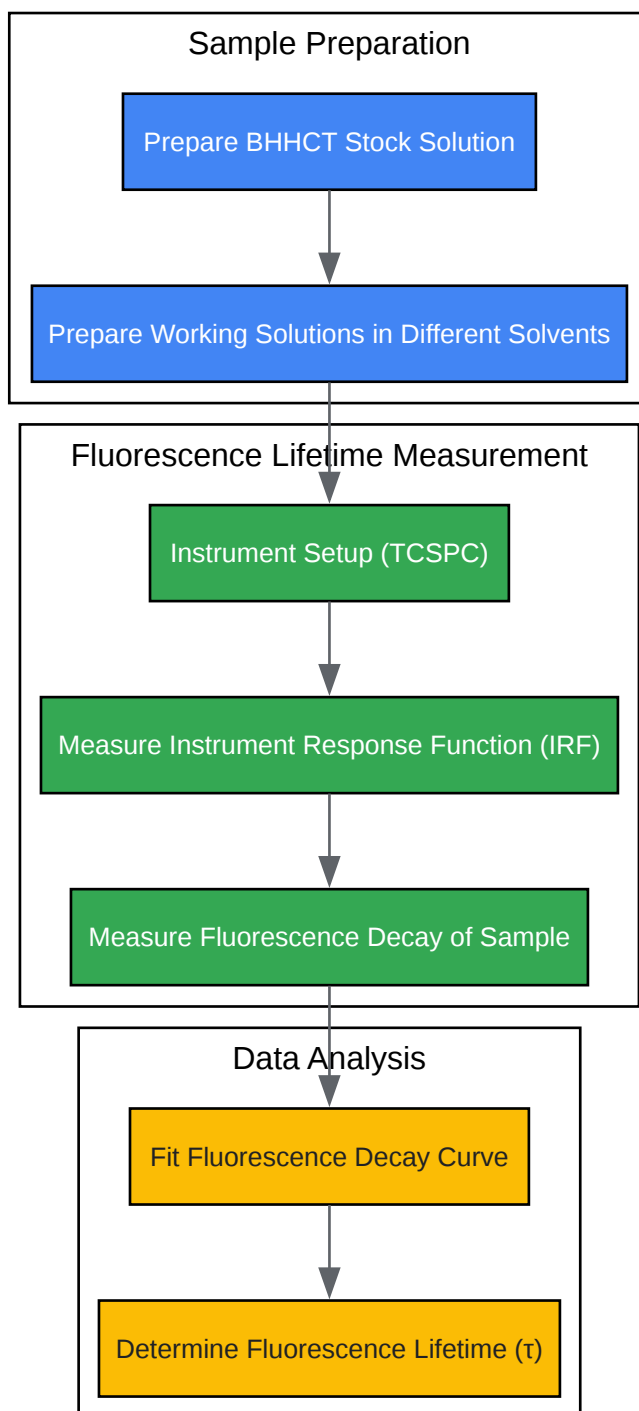 Sample Preparation
Prepare BHHCT Stock Solution
Prepare Working Solutions in Different Solvents
Fluorescence Lifetime Measurement
Instrument Setup (TCSPC)
Measure Instrument Response Function (IRF)
Measure Fluorescence Decay of Sample
Data Analysis
Fit Fluorescence Decay Curve
Determine Fluorescence Lifetime (τ)